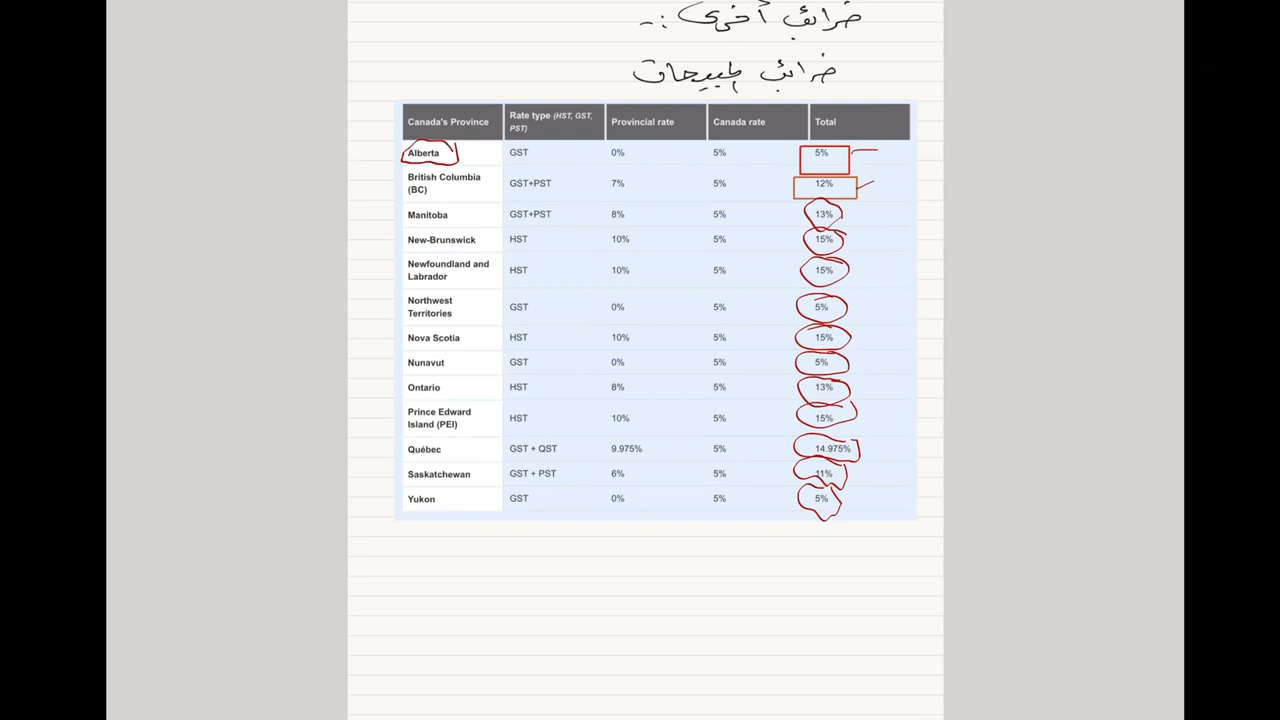 ضرائب أخرى :-
ضرائب المبيعات
Canada's Province Rate type (HST, GST, PST) Provincial rate Canada rate Total
Alberta GST 0% 5% 5%
British Columbia (BC) GST+PST 7% 5% 12%
Manitoba GST+PST 8% 5% 13%
New-Brunswick HST 10% 5% 15%
Newfoundland and Labrador HST 10% 5% 15%
Northwest Territories GST 0% 5% 5%
Nova Scotia HST 10% 5% 15%
Nunavut GST 0% 5% 5%
Ontario HST 8% 5% 13%
Prince Edward Island (PEI) HST 10% 5% 15%
Québec GST + QST 9.975% 5% 14.975%
Saskatchewan GST + PST 6% 5% 11%
Yukon GST 0% 5% 5%